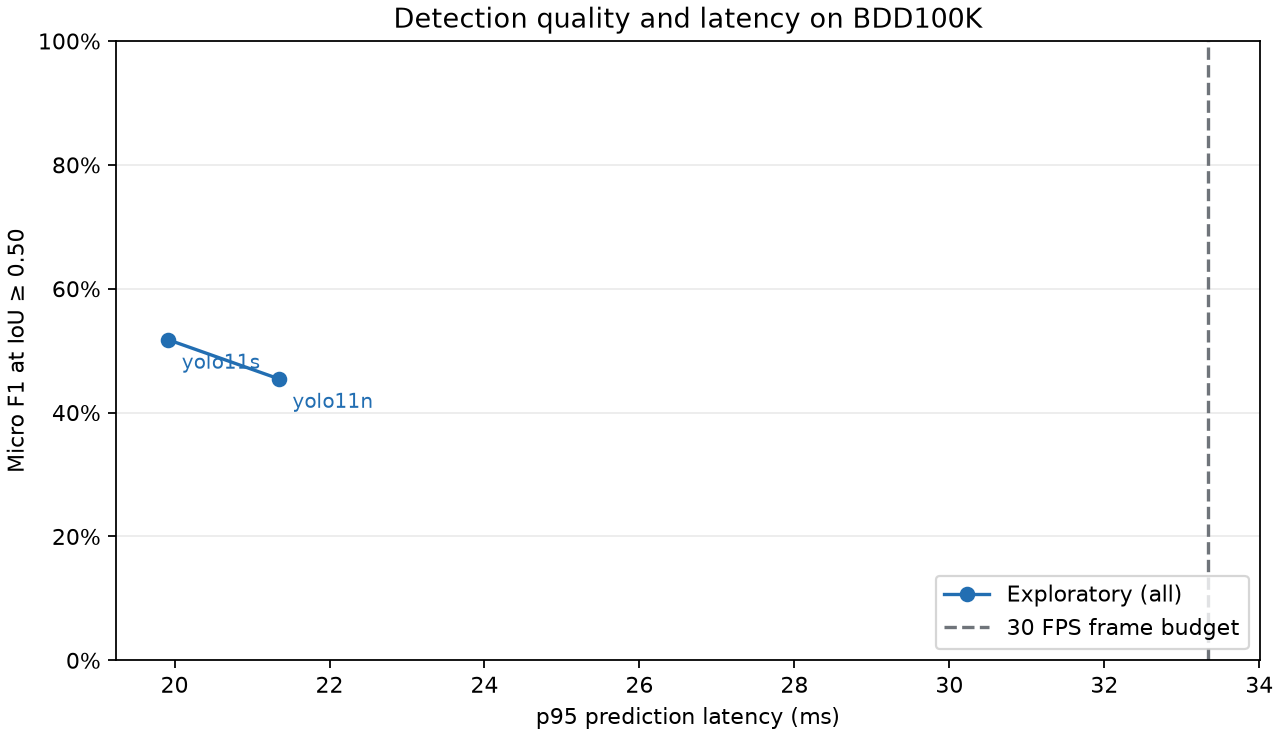 Detection quality and latency on BDD100K
100%
80%
60%
40%
20%
0%
Micro F1 at IoU ≥ 0.50
yolo11s
yolo11n
Exploratory (all)
30 FPS frame budget
20 22 24 26 28 30 32 34
p95 prediction latency (ms)